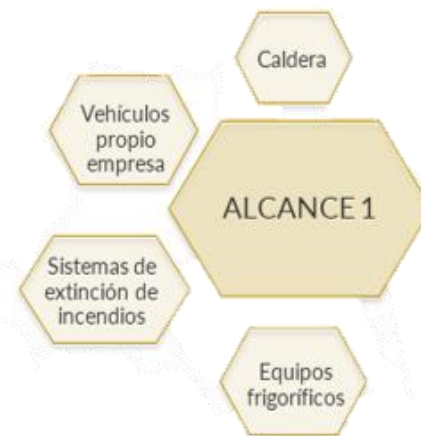 Caldera
Vehículos
propio
empresa
ALCANCE 1
Sistemas de
extinción de
incendios
Equipos
frigoríficos